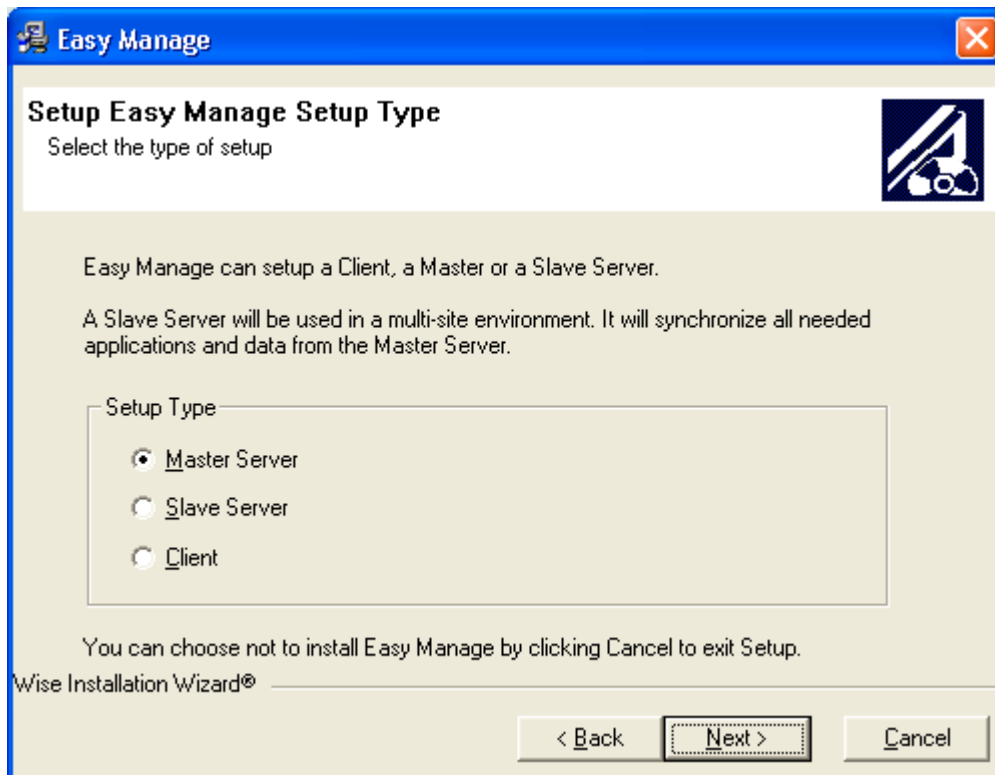 Easy Manage
Setup Easy Manage Setup Type
Select the type of setup
Easy Manage can setup a Client, a Master or a Slave Server.
A Slave Server will be used in a multi-site environment. It will synchronize all needed
applications and data from the Master Server.
Setup Type
Master Server
Slave Server
Client
You can choose not to install Easy Manage by clicking Cancel to exit Setup.
Wise Installation Wizard®
< Back
Next >
Cancel